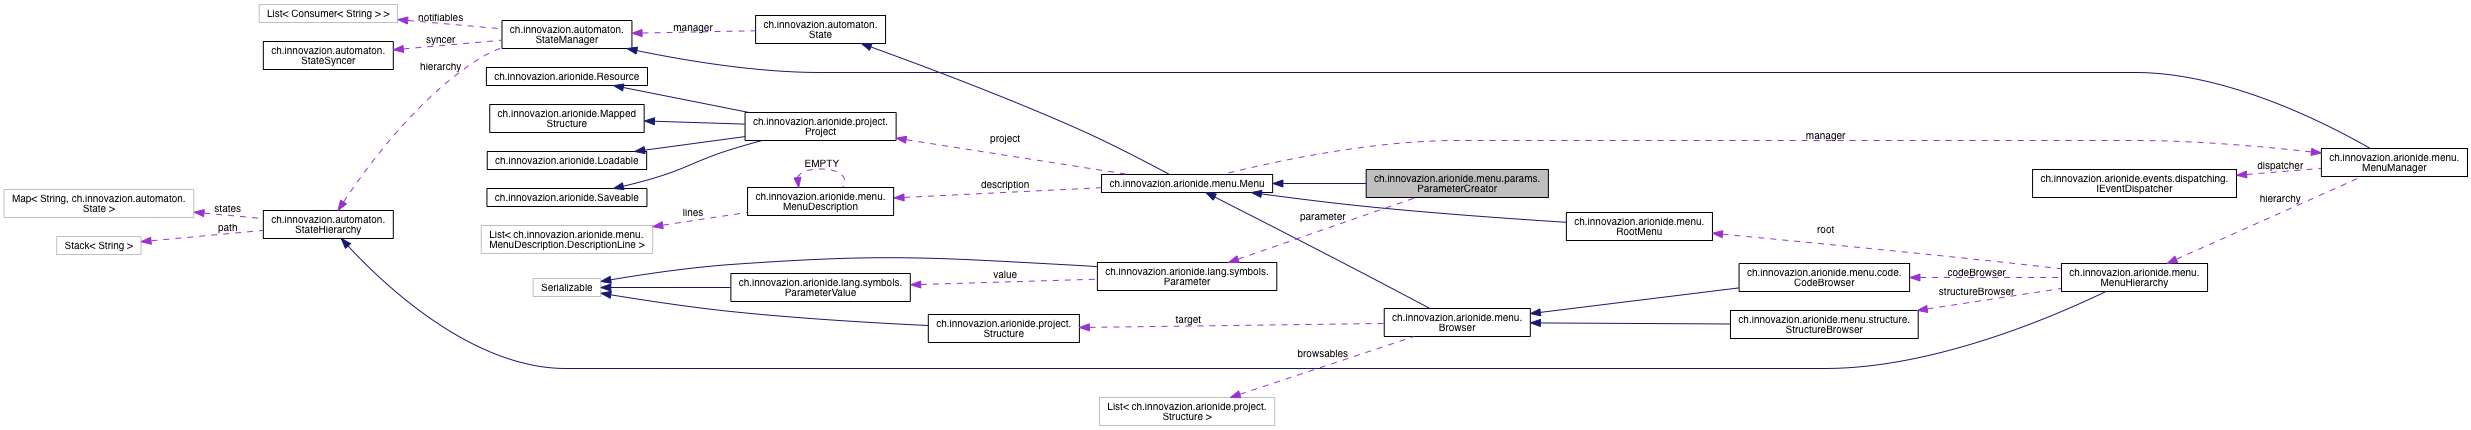 List< Consumer< String > >
notifiables
ch.innovazion.automaton.
StateManager
manager
ch.innovazion.automaton.
State
ch.innovazion.automaton.
StateSyncer
syncer
hierarchy
ch.innovazion.arionide.Resource
ch.innovazion.arionide.Mapped
Structure
ch.innovazion.arionide.project.
Project
project
manager
ch.innovazion.arionide.Loadable
EMPTY
ch.innovazion.arionide.menu.
MenuManager
dispatcher
ch.innovazion.arionide.events.dispatching.
IEventDispatcher
ch.innovazion.arionide.menu.params.
ParameterCreator
ch.innovazion.arionide.menu.Menu
description
ch.innovazion.arionide.Saveable
ch.innovazion.arionide.menu.
MenuDescription
hierarchy
Map< String, ch.innovazion.automaton.
State >
states
ch.innovazion.automaton.
StateHierarchy
path
Stack< String >
lines
List< ch.innovazion.arionide.menu.
MenuDescription.DescriptionLine >
parameter
ch.innovazion.arionide.menu.
RootMenu
root
ch.innovazion.arionide.lang.symbols.
Parameter
value
ch.innovazion.arionide.lang.symbols.
ParameterValue
Serializable
ch.innovazion.arionide.menu.code.
CodeBrowser
codeBrowser
ch.innovazion.arionide.menu.
MenuHierarchy
structureBrowser
ch.innovazion.arionide.project.
Structure
target
ch.innovazion.arionide.menu.
Browser
ch.innovazion.arionide.menu.structure.
StructureBrowser
browsables
List< ch.innovazion.arionide.project.
Structure >